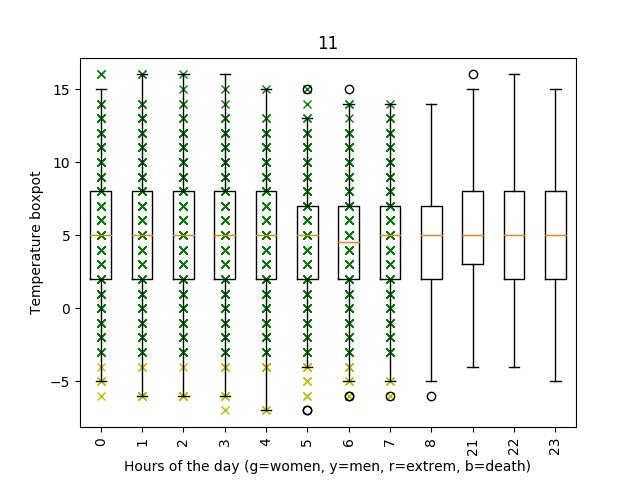 11
Temperature boxpot
15
10
5
0
−5
0 1 2 3 4 5 6 7 8 21 22 23
Hours of the day (g=women, y=men, r=extrem, b=death)